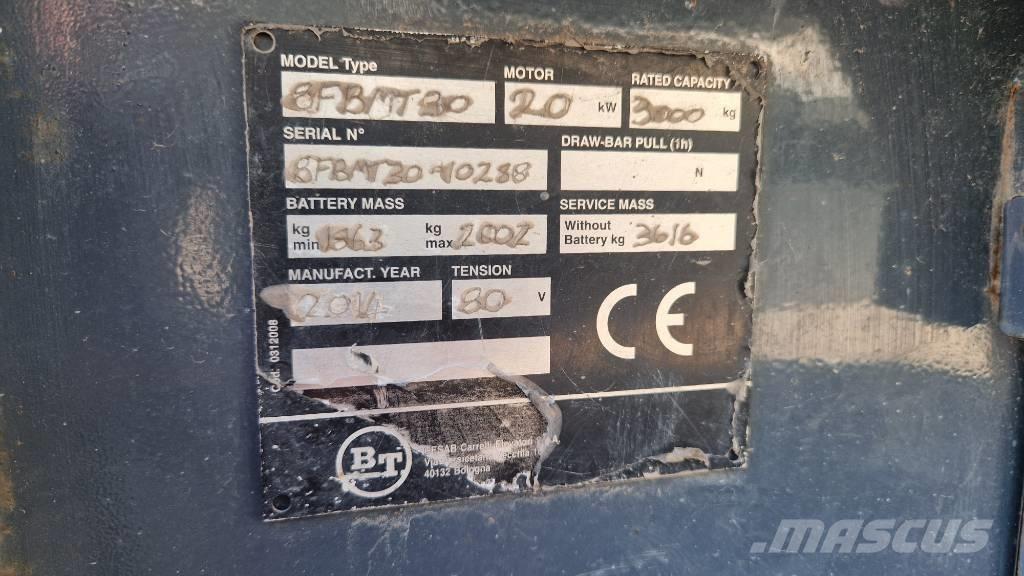 MODEL Type MOTOR RATED CAPACITY
8FBMT30 20 kW 3000 kg
SERIAL N° DRAW-BAR PULL (1h)
8FBMT30-10288 N
BATTERY MASS SERVICE MASS
kg min 1563 kg max 2002 Without Battery kg 3616
MANUFACT. YEAR TENSION
2014 80 V
CE
Cod: 0312008
BT
CESAB Carrelli
40132 Bologna
MASCUS